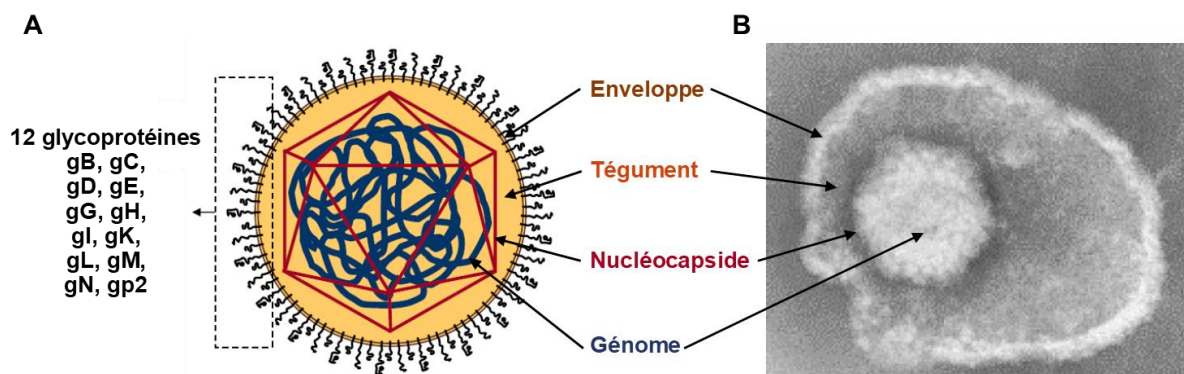 A
B
12 glycoprotéines
gB, gC,
gD, gE,
gG, gH,
gI, gK,
gL, gM,
gN, gp2
Enveloppe
Tégument
Nucléocapside
Génome